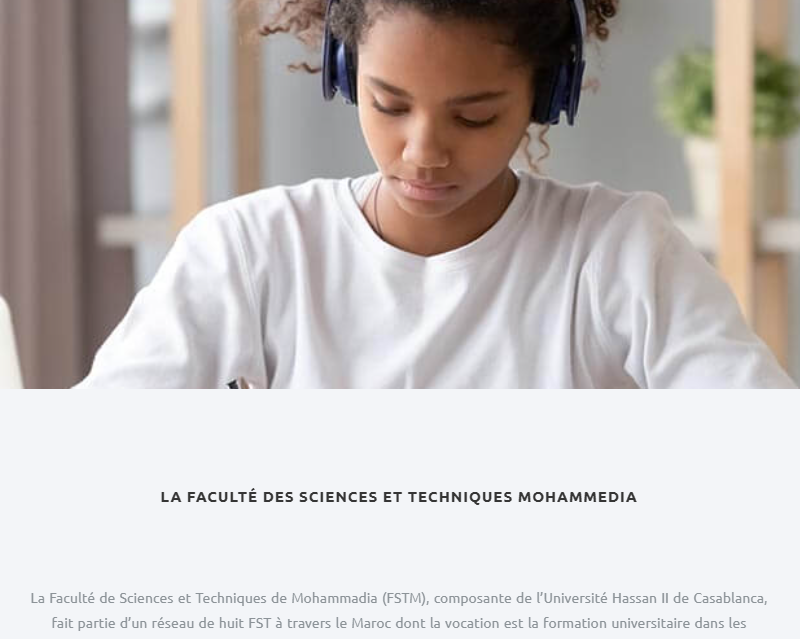 LA FACULTÉ DES SCIENCES ET TECHNIQUES MOHAMMEDIA
La Faculté de Sciences et Techniques de Mohammadia (FSTM), composante de l’Université Hassan II de Casablanca,
fait partie d’un réseau de huit FST à travers le Maroc dont la vocation est la formation universitaire dans les